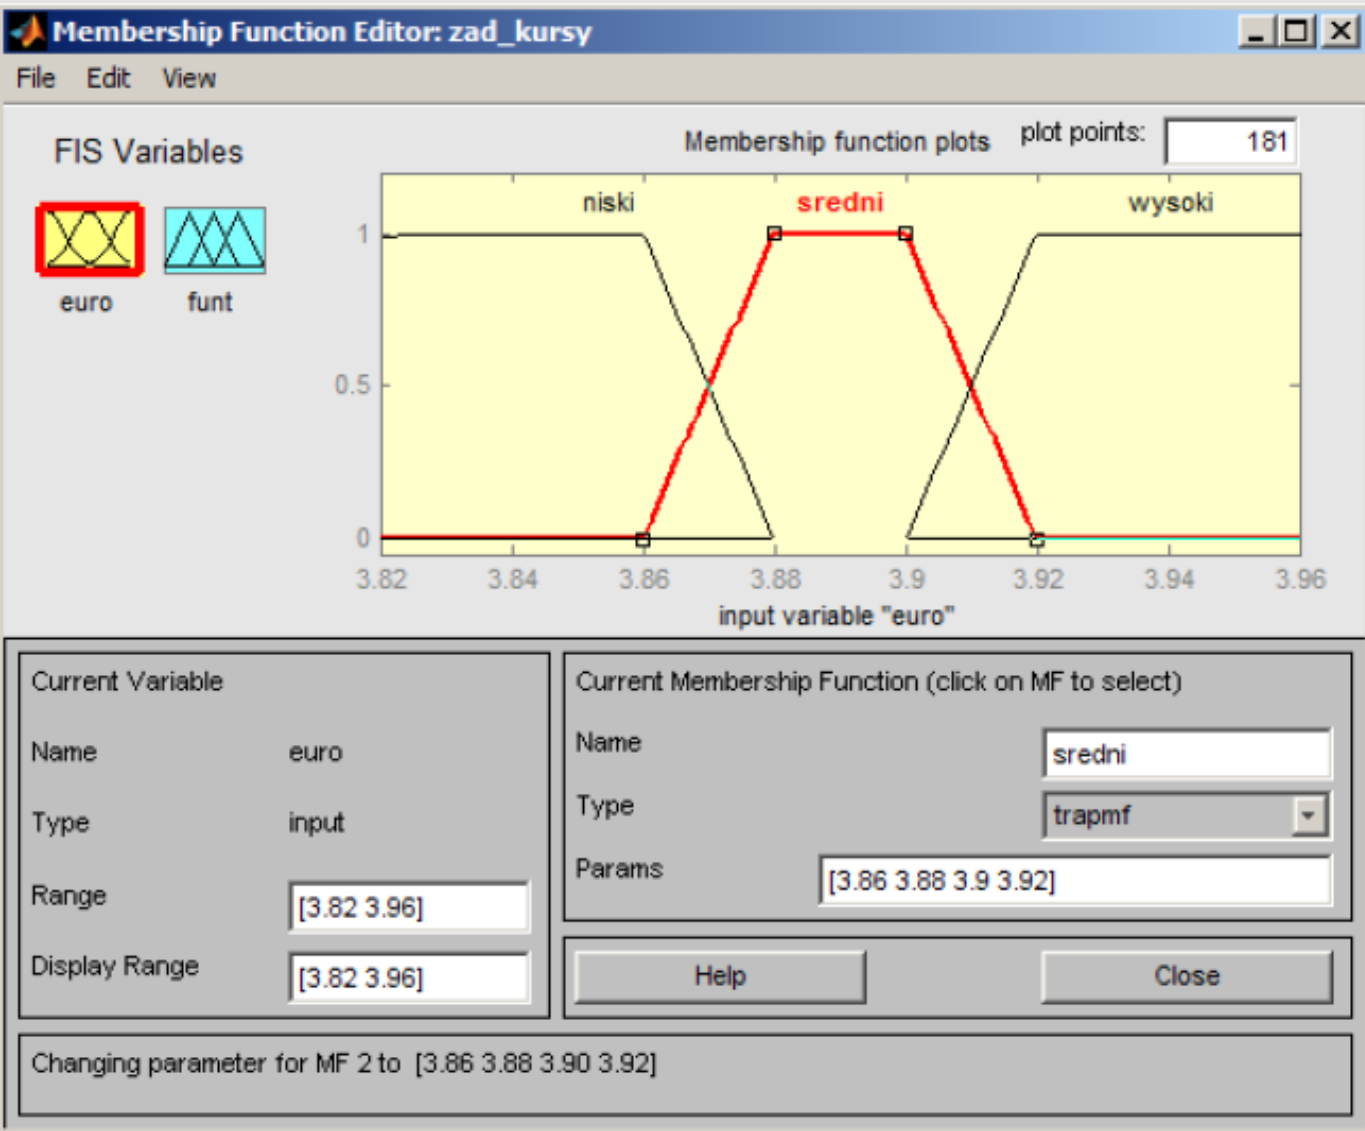 Membership Function Editor: zad_kursy
File Edit View
FIS Variables
euro funt
Membership function plots plot points: 181
niski sredni wysoki
1
0.5
0
3.82 3.84 3.86 3.88 3.9 3.92 3.94 3.96
input variable "euro"
Current Variable
Name euro
Type input
Range [3.82 3.96]
Display Range [3.82 3.96]
Current Membership Function (click on MF to select)
Name sredni
Type trapmf
Params [3.86 3.88 3.9 3.92]
Help Close
Changing parameter for MF 2 to [3.86 3.88 3.90 3.92]